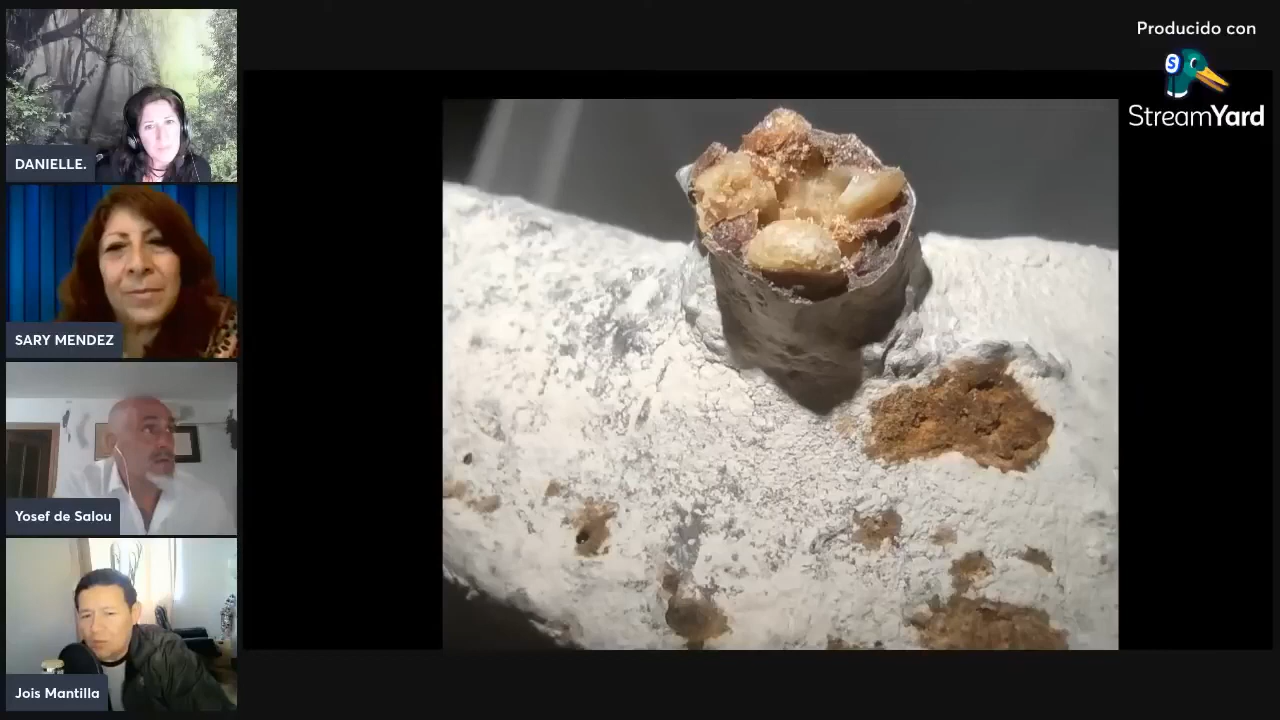 Producido con
StreamYard
DANIELLE.
SARY MENDEZ
Yosef de Salou
Jois Mantilla